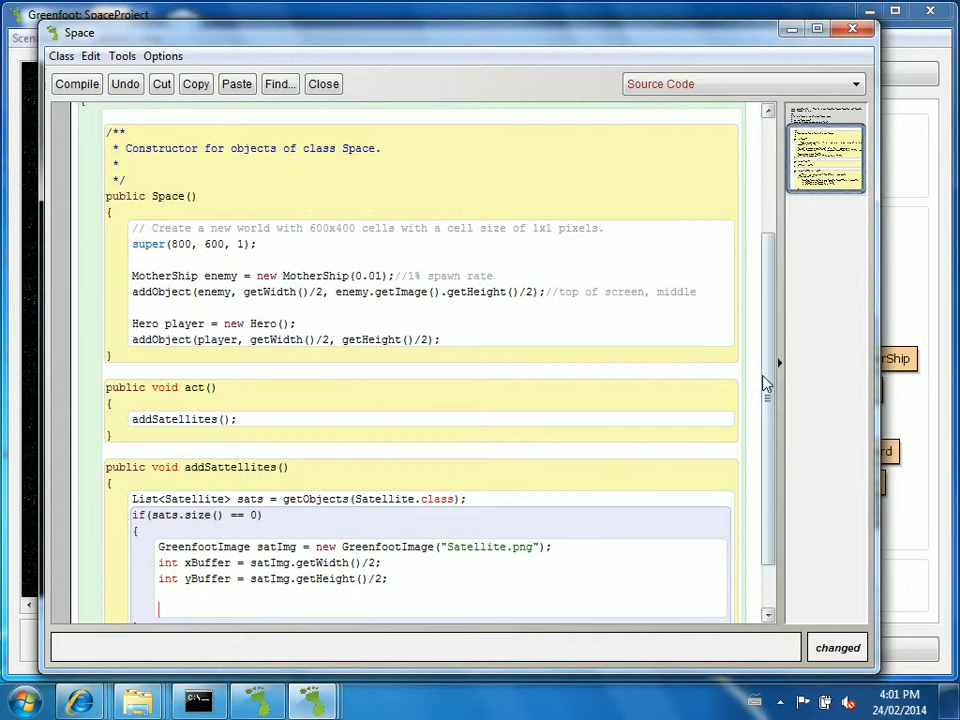 Greenfoot: SpaceProject
Space
Class Edit Tools Options
Compile Undo Cut Copy Paste Find... Close Source Code
/**
 * Constructor for objects of class Space.
 *
 */
public Space()
{
// Create a new world with 600x400 cells with a cell size of 1x1 pixels.
super(800, 600, 1);
MotherShip enemy = new MotherShip(0.01);//1% spawn rate
addObject(enemy, getWidth()/2, enemy.getImage().getHeight()/2);//top of screen, middle
Hero player = new Hero();
addObject(player, getWidth()/2, getHeight()/2);
}
public void act()
{
addSatellites();
}
public void addSattellites()
{
List<Satellite> sats = getObjects(Satellite.class);
if(sats.size() == 0)
{
GreenfootImage satImg = new GreenfootImage("Satellite.png");
int xBuffer = satImg.getWidth()/2;
int yBuffer = satImg.getHeight()/2;
rShip
rd
changed
4:01 PM
24/02/2014